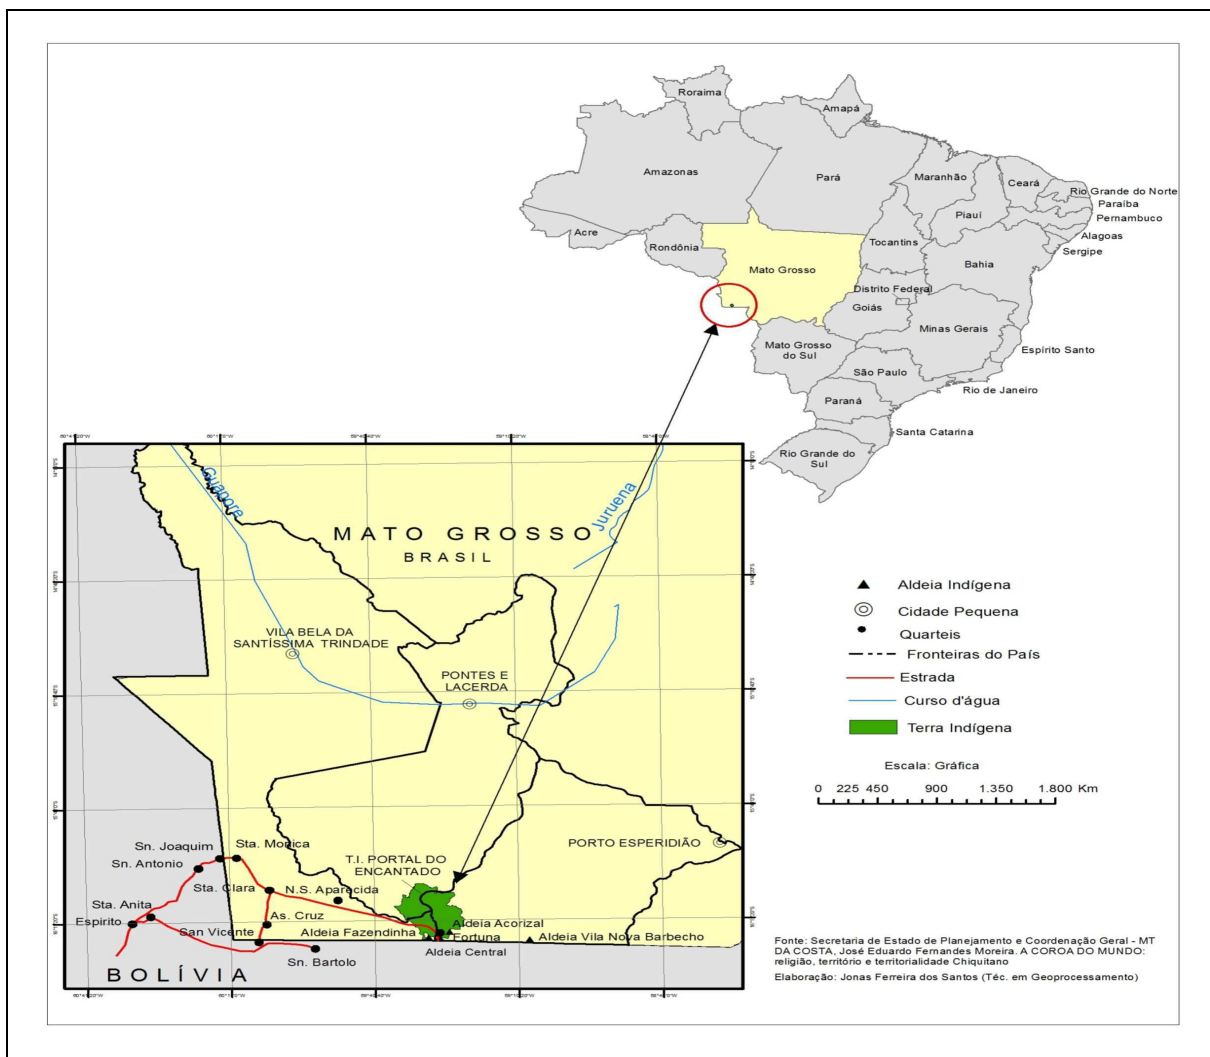 Roraima
Amapá
Amazonas
Pará
Maranhão
Ceará
Rio Grande do Norte
Paraíba
Piauí
Pernambuco
Acre
Rondônia
Tocantins
Alagoas
Sergipe
Mato Grosso
Bahia
Distrito Federal
Goiás
Minas Gerais
Mato Grosso
do Sul
Espírito Santo
São Paulo
Rio de Janeiro
Paraná
Santa Catarina
Rio Grande do
Sul
Guapore
Juruena
MATO GROSSO
BRASIL
VILA BELA DA
SANTÍSSIMA TRINDADE
PONTES E
LACERDA
PORTO ESPERIDIÃO
Sn. Joaquim
Sta. Monica
Sn. Antonio
T.I. PORTAL DO
ENCANTADO
Sta. Clara
N.S. Aparecida
Sta. Anita
Espirito
As. Cruz
Aldeia Acorizal
San Vicente
Aldeia Fazendinha
Fortuna
Aldeia Vila Nova Barbecho
Sn. Bartolo
Aldeia Central
BOLÍVIA
Aldeia Indígena
Cidade Pequena
Quarteis
Fronteiras do País
Estrada
Curso d'água
Terra Indígena
Escala: Gráfica
0 225 450 900 1.350 1.800 Km
Fonte: Secretaria de Estado de Planejamento e Coordenação Geral - MT
DA COSTA, José Eduardo Fernandes Moreira. A COROA DO MUNDO:
religião, território e territorialidade Chiquitano
Elaboração: Jonas Ferreira dos Santos (Téc. em Geoprocessamento)